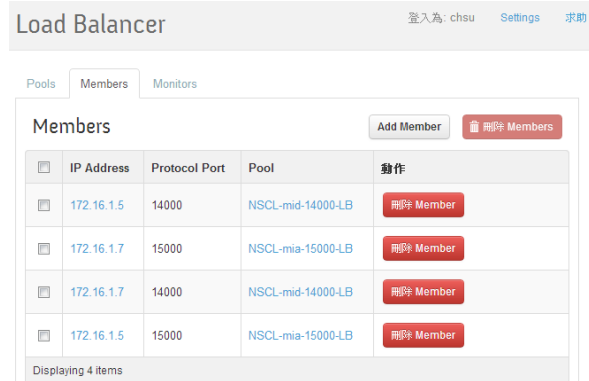 Load Balancer
登入為: chsu Settings 求助
Pools Members Monitors
Members
Add Member 刪除 Members
IP Address Protocol Port Pool 動作
172.16.1.5 14000 NSCL-mid-14000-LB 刪除 Member
172.16.1.7 15000 NSCL-mia-15000-LB 刪除 Member
172.16.1.7 14000 NSCL-mid-14000-LB 刪除 Member
172.16.1.5 15000 NSCL-mia-15000-LB 刪除 Member
Displaying 4 items